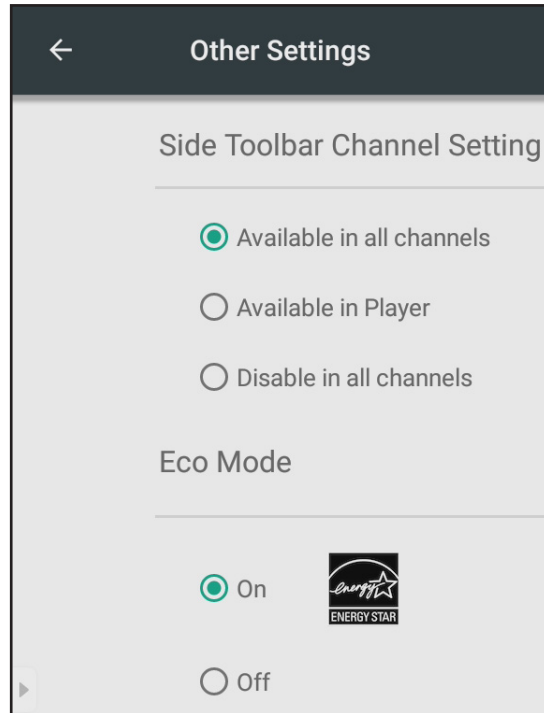 Other Settings
Side Toolbar Channel Setting
Available in all channels
Available in Player
Disable in all channels
Eco Mode
On
energy
ENERGY STAR
Off